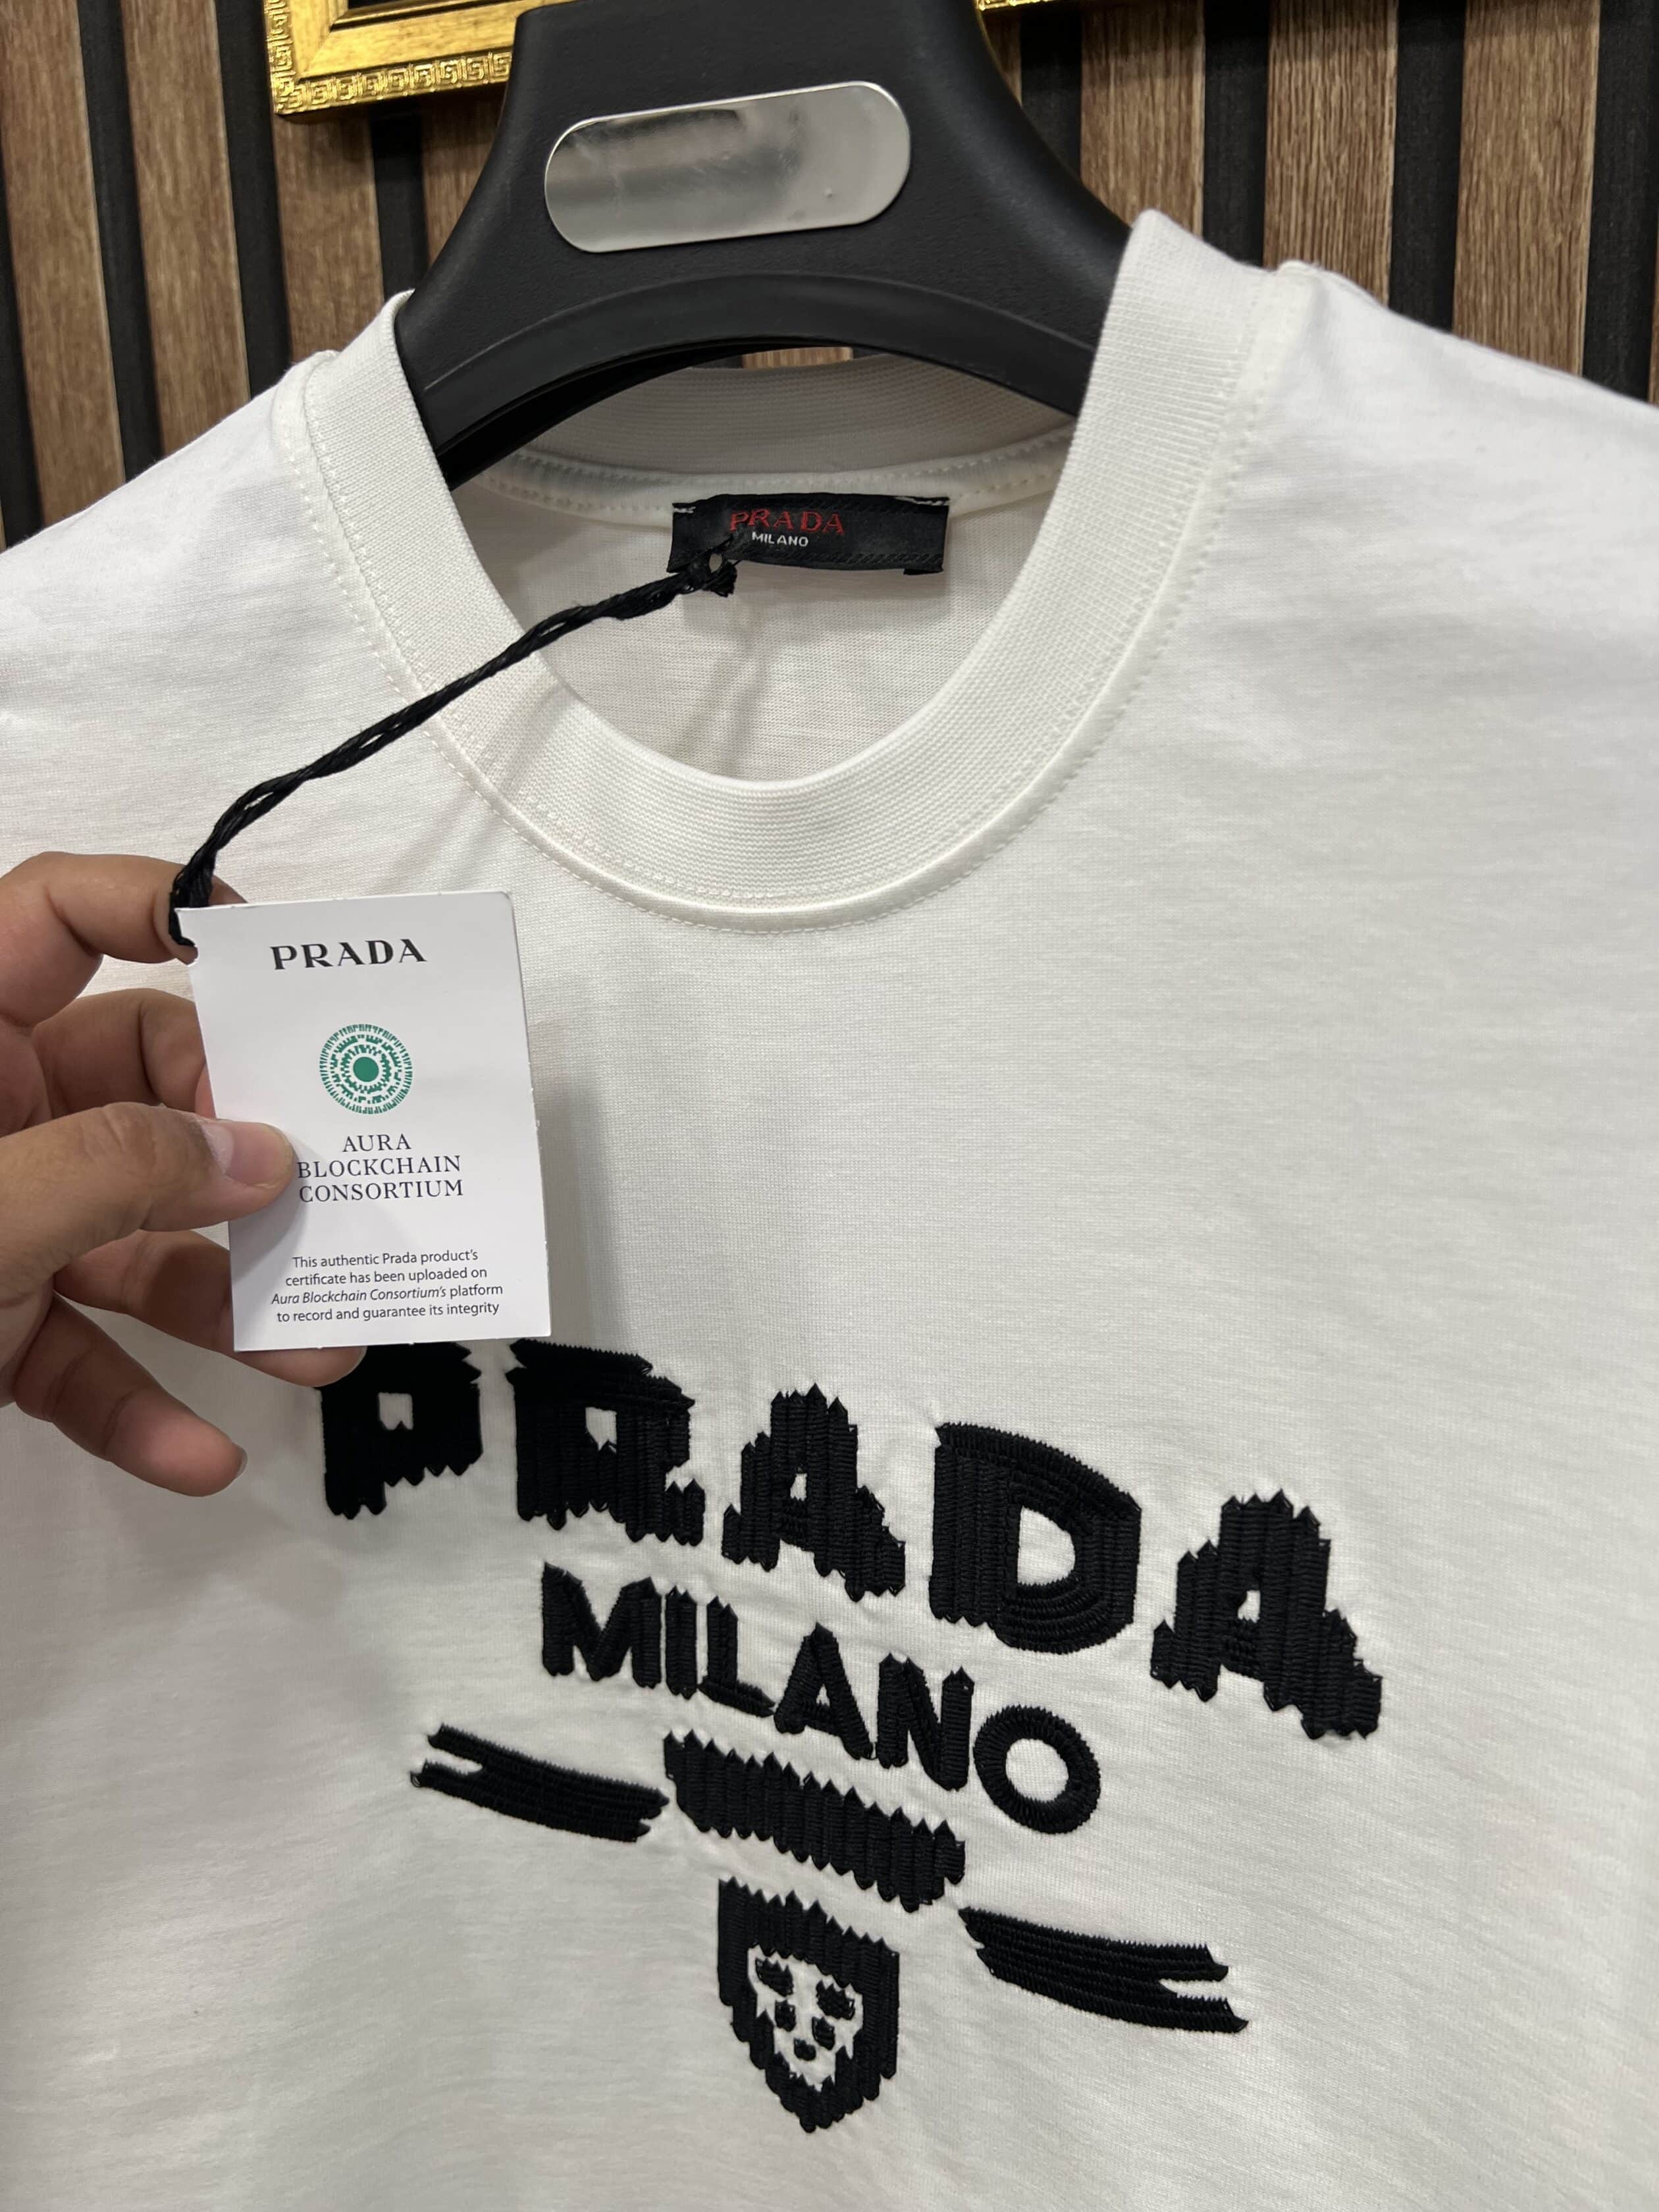 PRADA
MILANO
PRADA
AURA
BLOCKCHAIN
CONSORTIUM
This authentic Prada product's
certificate has been uploaded on
Aura Blockchain Consortium's platform
to record and guarantee its integrity
PRADA
MILANO